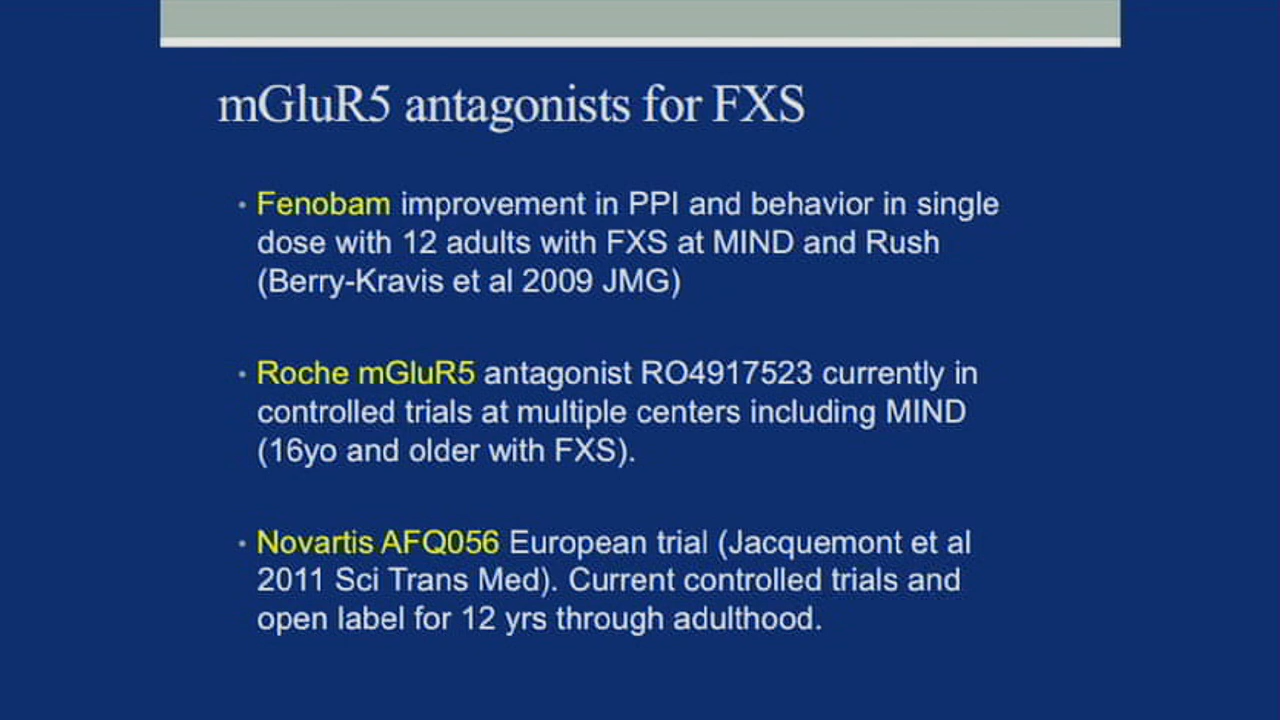 mGluR5 antagonists for FXS
• Fenobam improvement in PPI and behavior in single
dose with 12 adults with FXS at MIND and Rush
(Berry-Kravis et al 2009 JMG)
• Roche mGluR5 antagonist RO4917523 currently in
controlled trials at multiple centers including MIND
(16yo and older with FXS).
• Novartis AFQ056 European trial (Jacquemont et al
2011 Sci Trans Med). Current controlled trials and
open label for 12 yrs through adulthood.